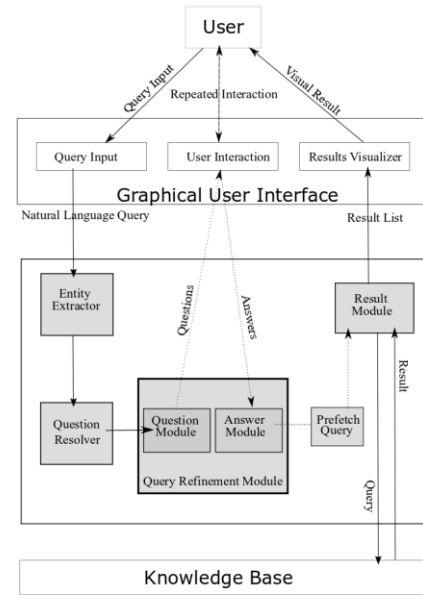 User
Query Input
Repeated Interaction
Visual Result
Query Input
User Interaction
Results Visualizer
Graphical User Interface
Natural Language Query
Result List
Entity
Extractor
Questions
Answers
Result
Module
Result
Question
Resolver
Question
Module
Answer
Module
Prefetch
Query
Query Refinement Module
Query
Knowledge Base